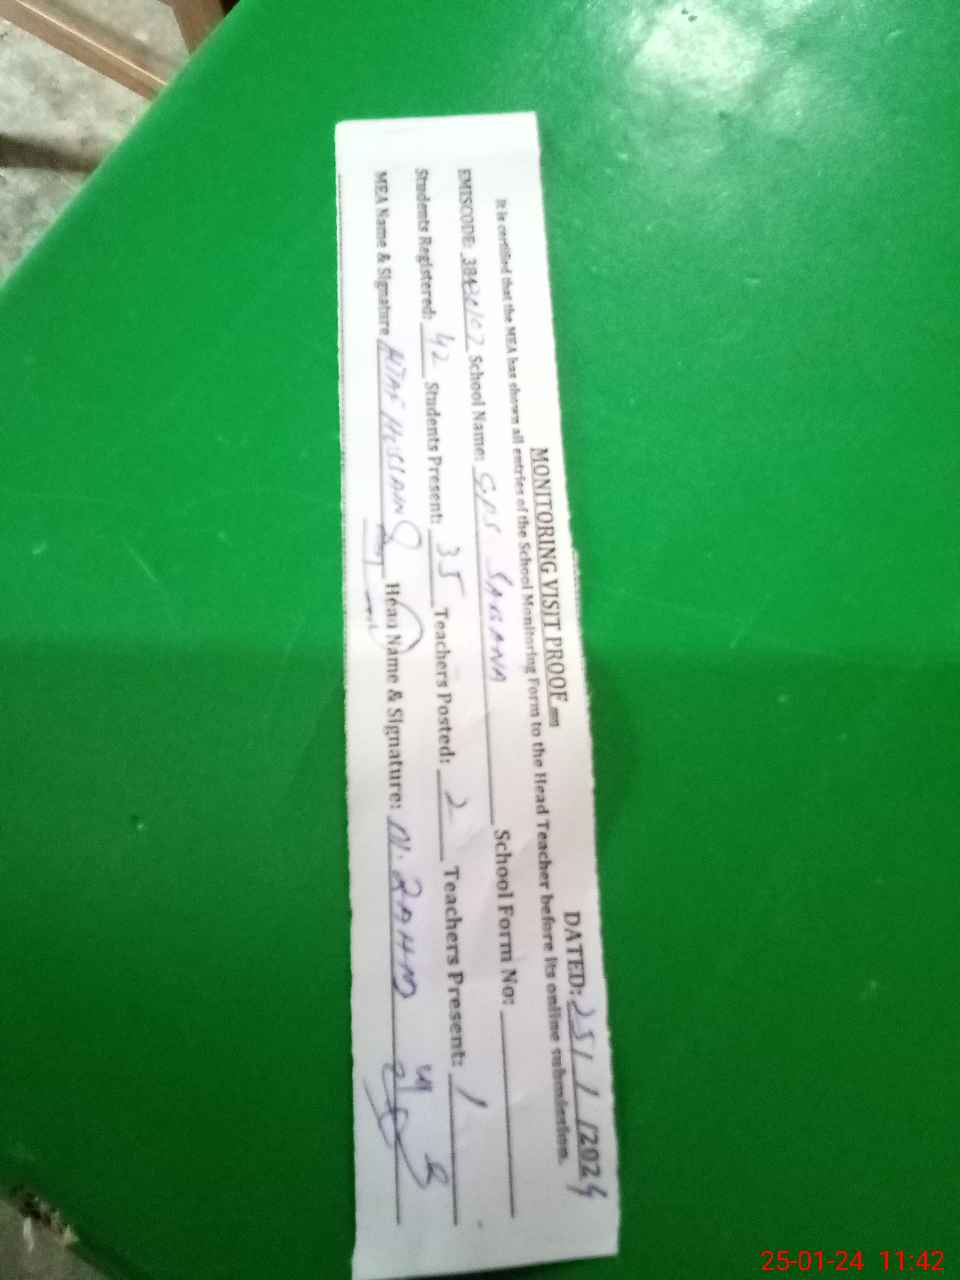 MONITORING VISIT PROOF DATED: 25/1/2024
It is certified that the MEA has shown all entries of the School Monitoring Form to the Head Teacher before its online submission.
EMISCODE: School Name: GPS School Form No:
Students Registered: 42 Students Present: 35 Teachers Posted: 2 Teachers Present: 1
MEA Name & Signature ALTAF HUSSAIN Head Name & Signature:
25-01-24 11:42